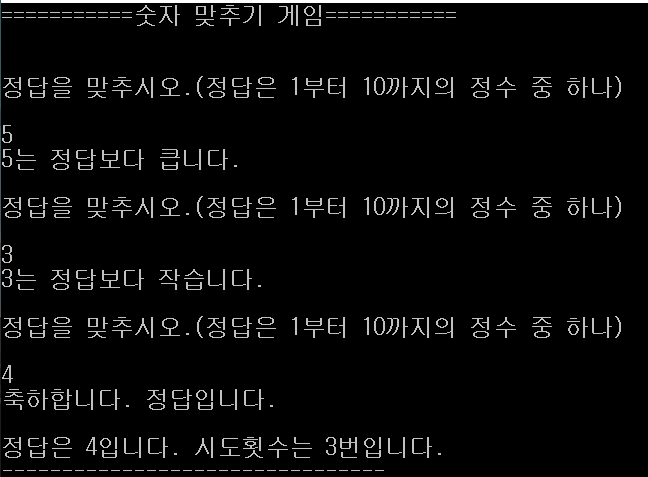 ===========숫자 맞추기 게임===========
정답을 맞추시오.(정답은 1부터 10까지의 정수 중 하나)
5
5는 정답보다 큽니다.
정답을 맞추시오.(정답은 1부터 10까지의 정수 중 하나)
3
3는 정답보다 작습니다.
정답을 맞추시오.(정답은 1부터 10까지의 정수 중 하나)
4
축하합니다. 정답입니다.
정답은 4입니다. 시도횟수는 3번입니다.
--------------------------------